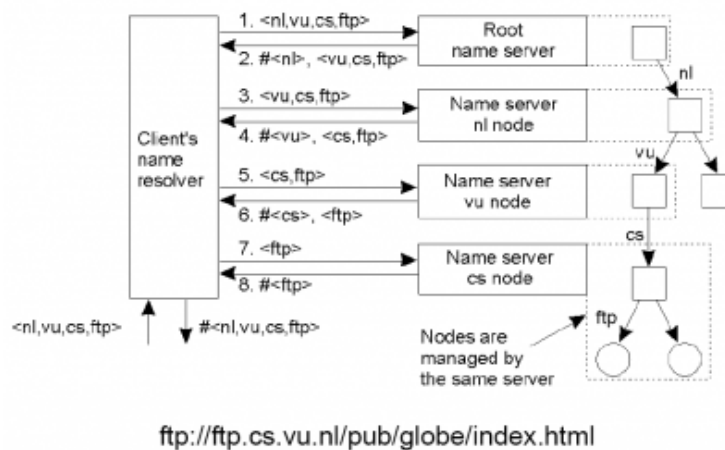 1. <nl,vu,cs,ftp>
2. #<nl>, <vu,cs,ftp>
Root
name server
nl
3. <vu,cs,ftp>
4. #<vu>, <cs,ftp>
Name server
nl node
Client's
name
resolver
vu
5. <cs,ftp>
6. #<cs>, <ftp>
Name server
vu node
cs
7. <ftp>
8. #<ftp>
Name server
cs node
ftp
<nl,vu,cs,ftp>
#<nl,vu,cs,ftp>
Nodes are
managed by
the same server
ftp://ftp.cs.vu.nl/pub/globe/index.html